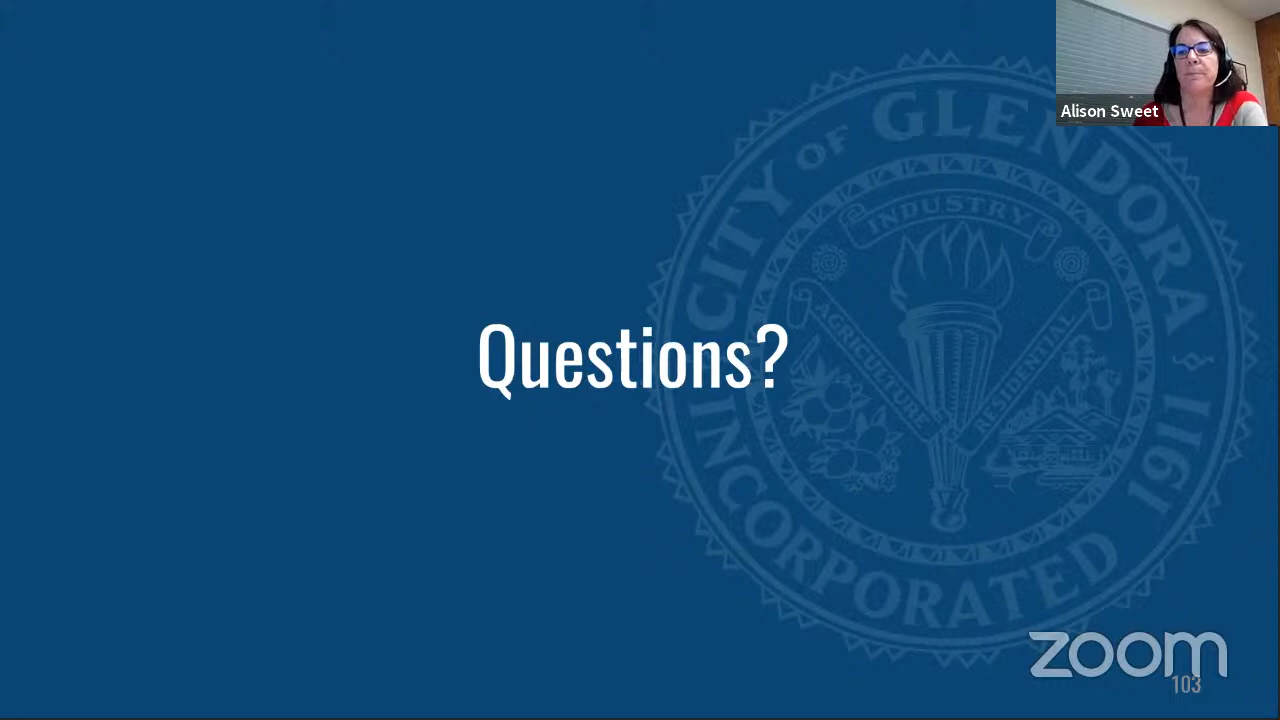 Alison Sweet
CITY OF GLENDORA
INDUSTRY
AGRICULTURE
RESIDENTIAL
Questions?
INCORPORATED 1911
zoom
103